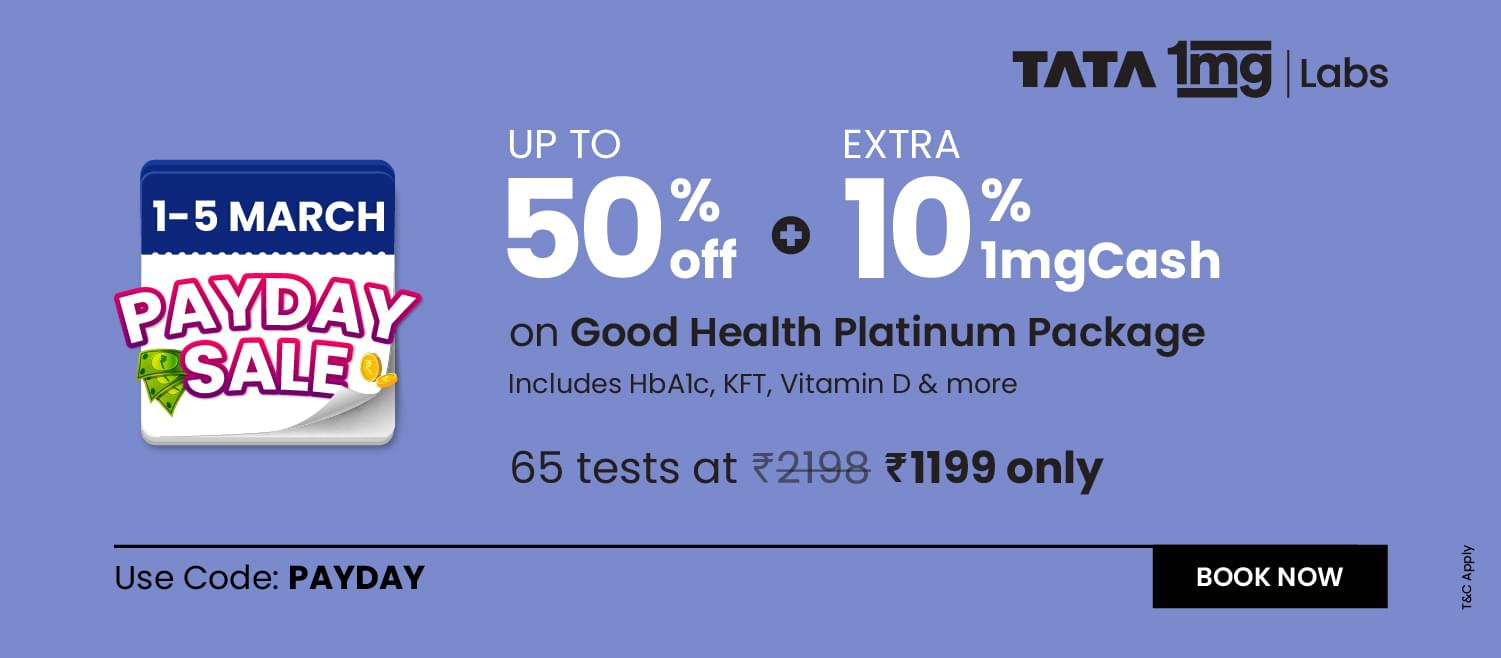 TATA 1mg | Labs
1-5 MARCH
PAYDAY
SALE
UP TO
50% off
EXTRA
10% 1mgCash
on Good Health Platinum Package
Includes HbA1c, KFT, Vitamin D & more
65 tests at ₹2198 ₹1199 only
Use Code: PAYDAY
BOOK NOW
T&C Apply